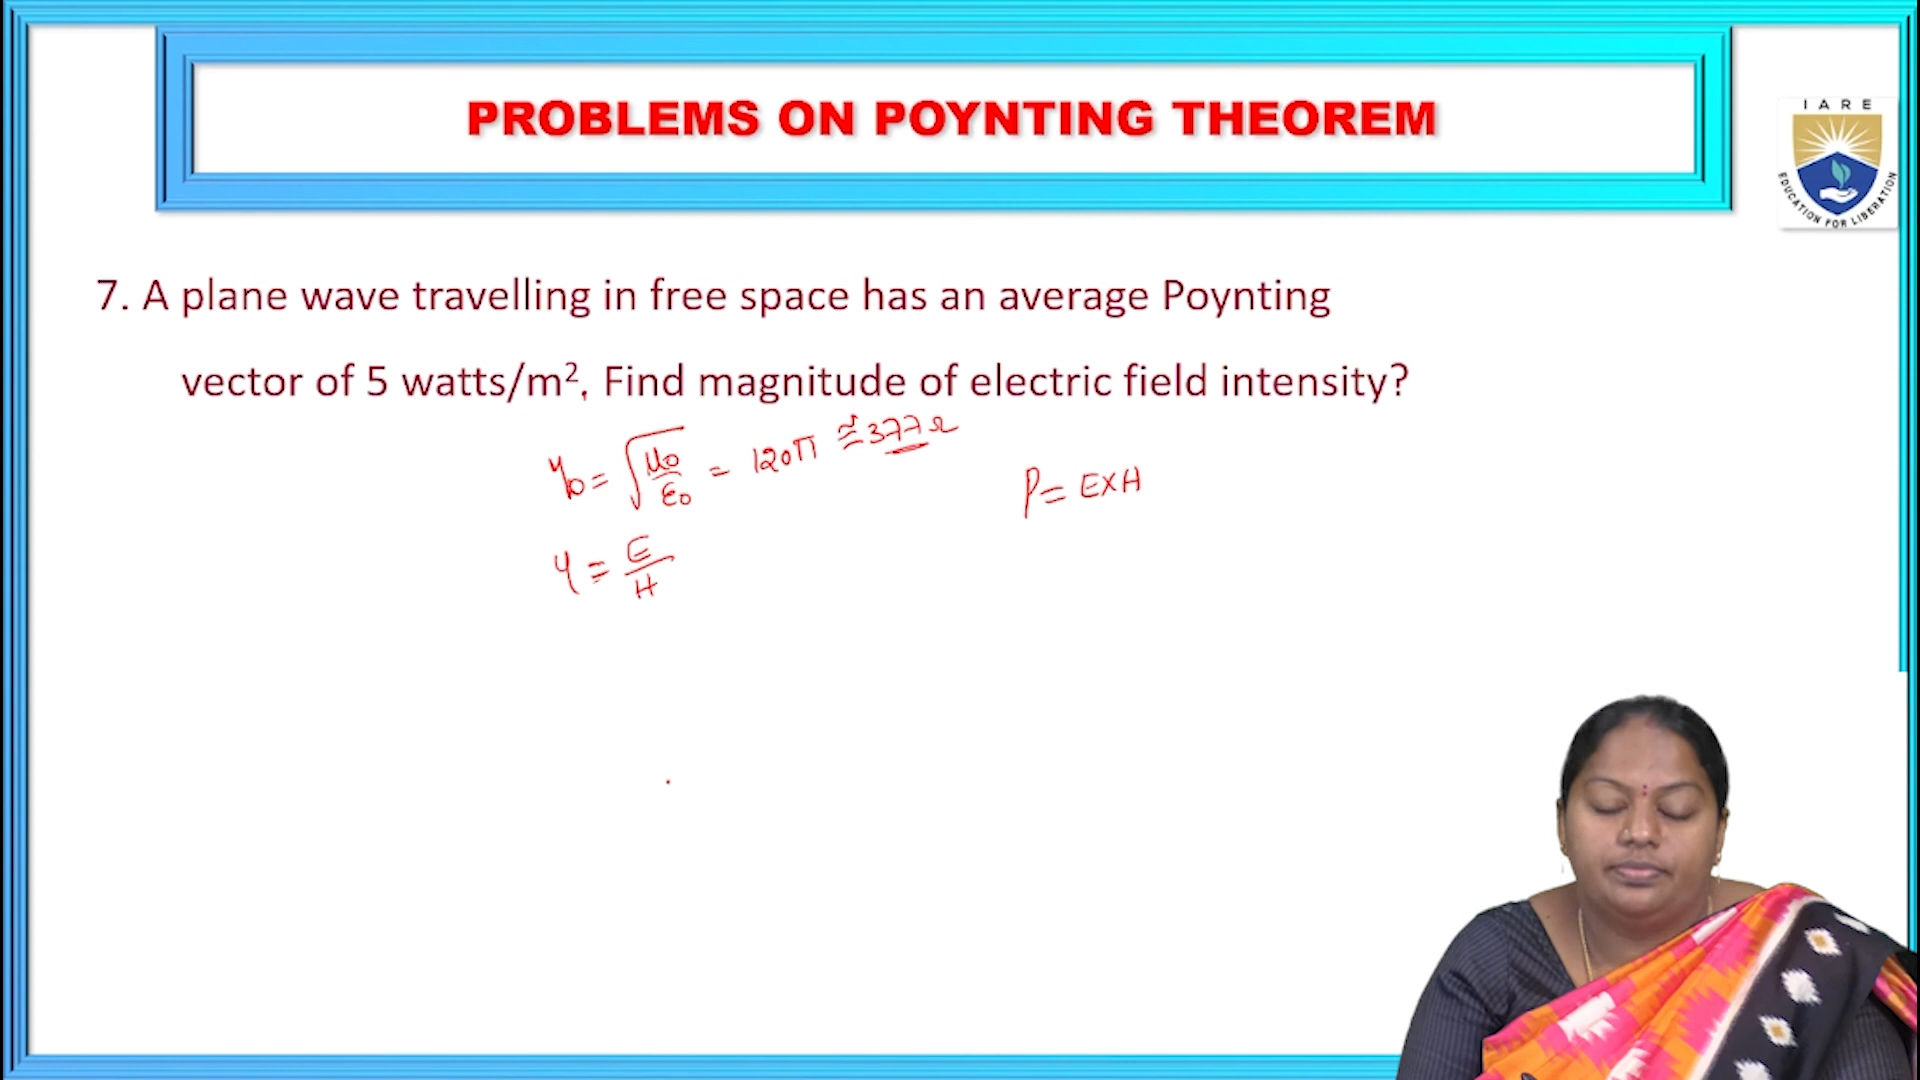 PROBLEMS ON POYNTING THEOREM
IARE
EDUCATION FOR LIBERATION
7. A plane wave travelling in free space has an average Poynting
vector of 5 watts/m², Find magnitude of electric field intensity?
η₀ = √(μ₀/ε₀) = 120π ≅ 377Ω
P = E×H
η = E/H